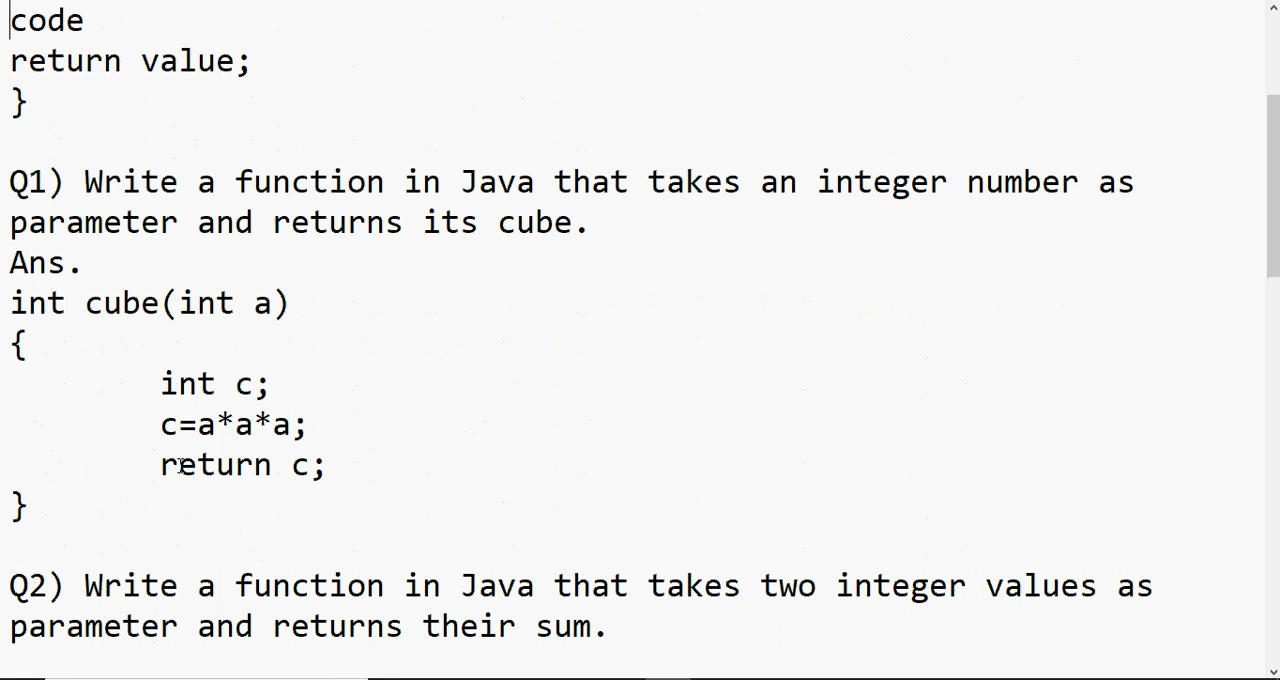 code
return value;
}
Q1) Write a function in Java that takes an integer number as
parameter and returns its cube.
Ans.
int cube(int a)
{
int c;
c=a*a*a;
return c;
}
Q2) Write a function in Java that takes two integer values as
parameter and returns their sum.